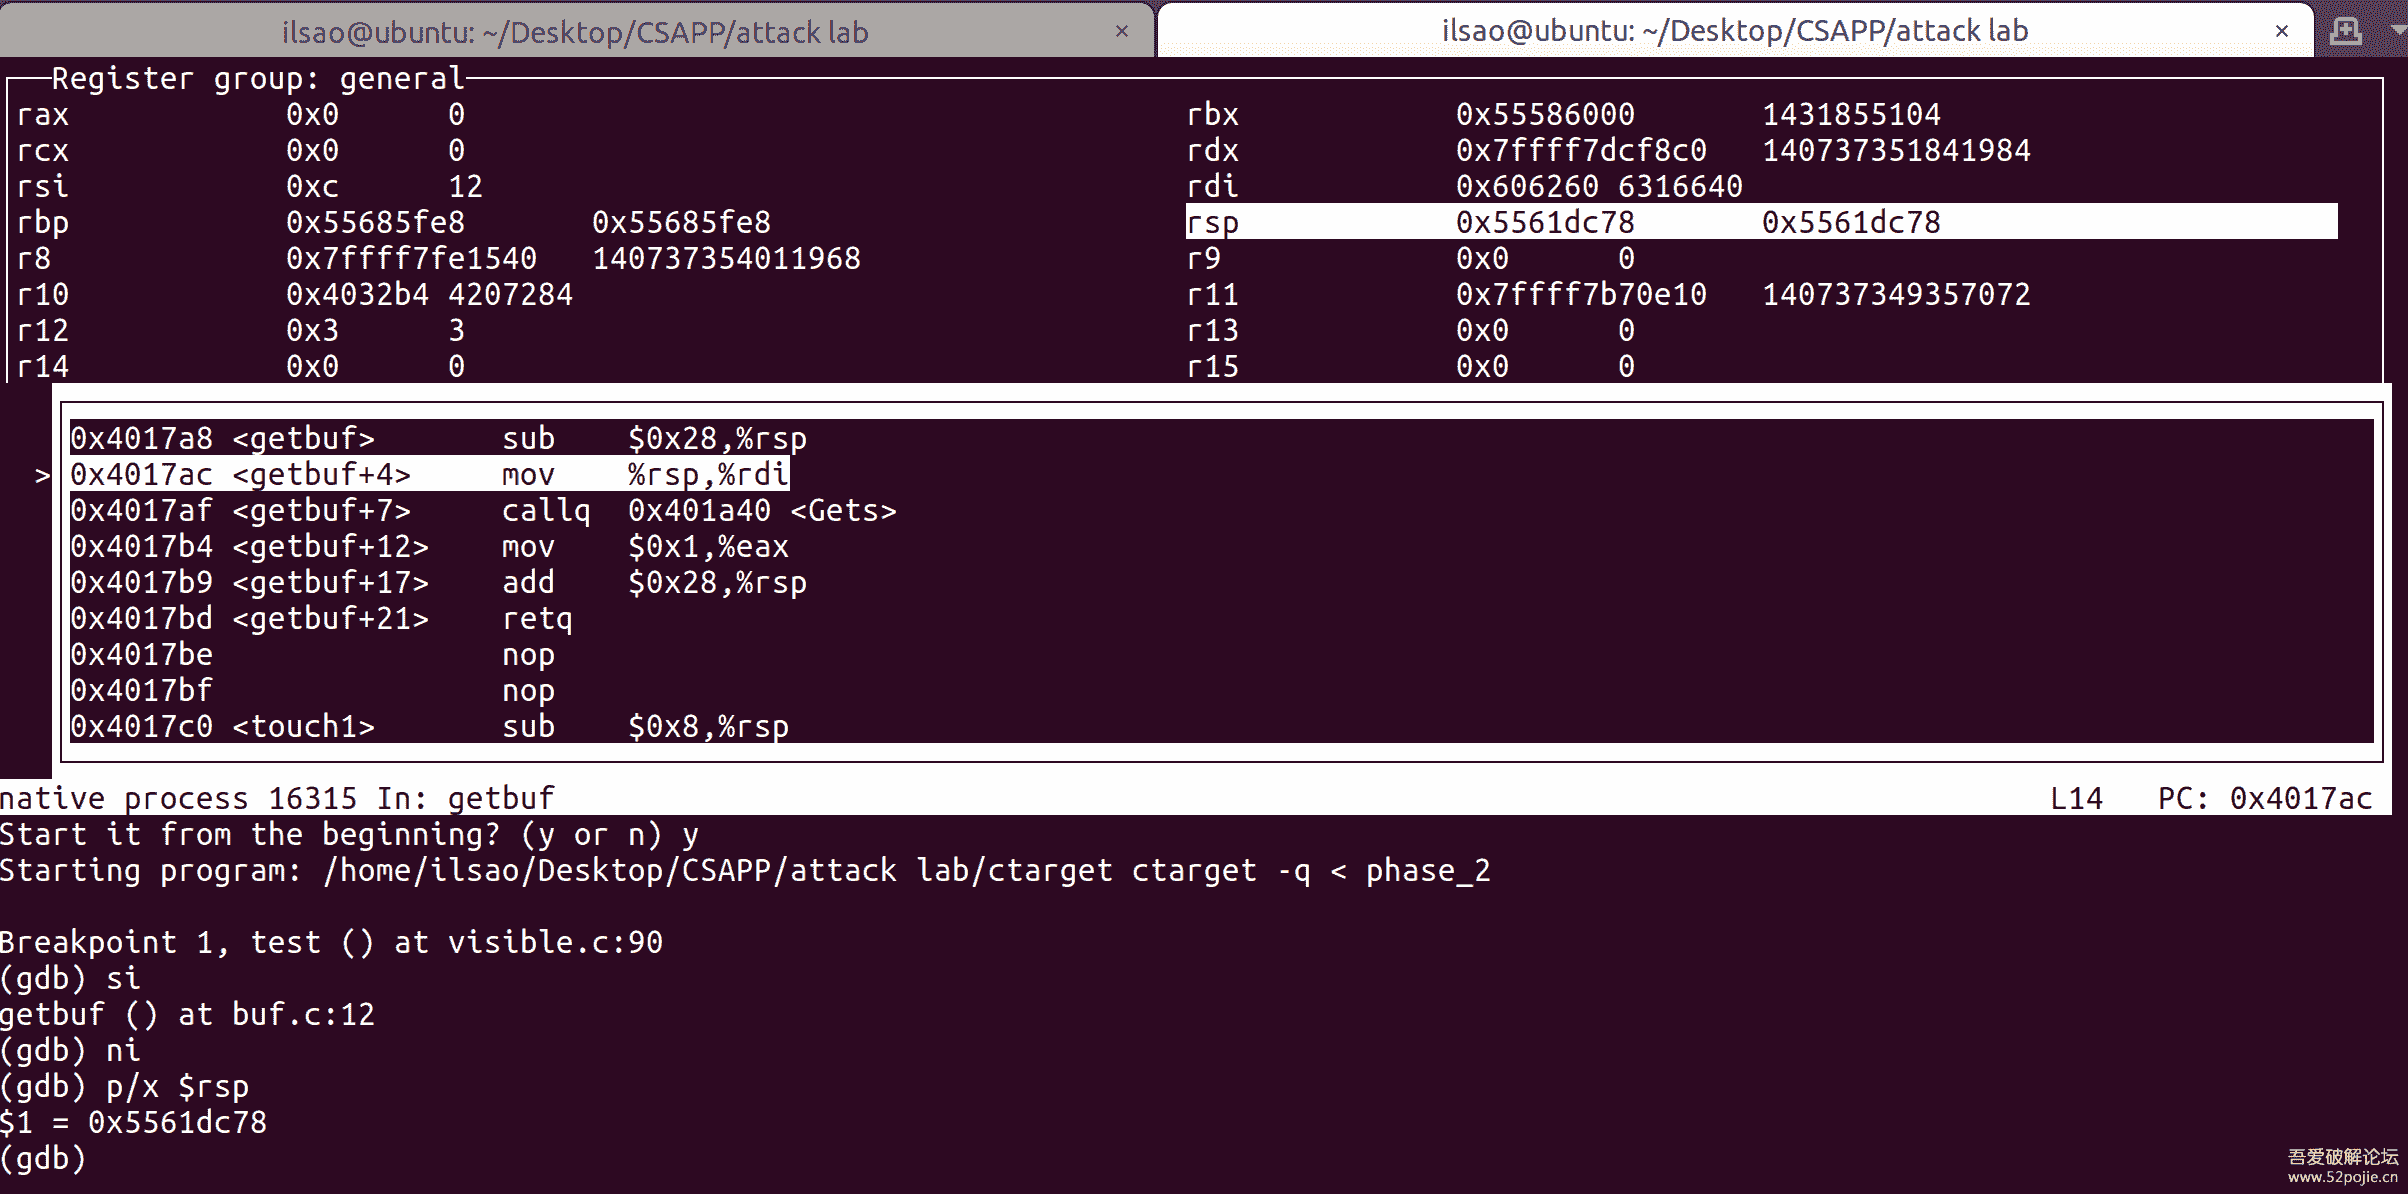 ilsao@ubuntu: ~/Desktop/CSAPP/attack lab × ilsao@ubuntu: ~/Desktop/CSAPP/attack lab ×
Register group: general
rax 0x0 0 rbx 0x55586000 1431855104
rcx 0x0 0 rdx 0x7ffff7dcf8c0 140737351841984
rsi 0xc 12 rdi 0x606260 6316640
rbp 0x55685fe8 0x55685fe8 rsp 0x5561dc78 0x5561dc78
r8 0x7ffff7fe1540 140737354011968 r9 0x0 0
r10 0x4032b4 4207284 r11 0x7ffff7b70e10 140737349357072
r12 0x3 3 r13 0x0 0
r14 0x0 0 r15 0x0 0
0x4017a8 <getbuf> sub $0x28,%rsp
> 0x4017ac <getbuf+4> mov %rsp,%rdi
0x4017af <getbuf+7> callq 0x401a40 <Gets>
0x4017b4 <getbuf+12> mov $0x1,%eax
0x4017b9 <getbuf+17> add $0x28,%rsp
0x4017bd <getbuf+21> retq
0x4017be nop
0x4017bf nop
0x4017c0 <touch1> sub $0x8,%rsp
native process 16315 In: getbuf L14 PC: 0x4017ac
Start it from the beginning? (y or n) y
Starting program: /home/ilsao/Desktop/CSAPP/attack lab/ctarget ctarget -q < phase_2
Breakpoint 1, test () at visible.c:90
(gdb) si
getbuf () at buf.c:12
(gdb) ni
(gdb) p/x $rsp
$1 = 0x5561dc78
(gdb)
吾爱破解论坛
www.52pojie.cn